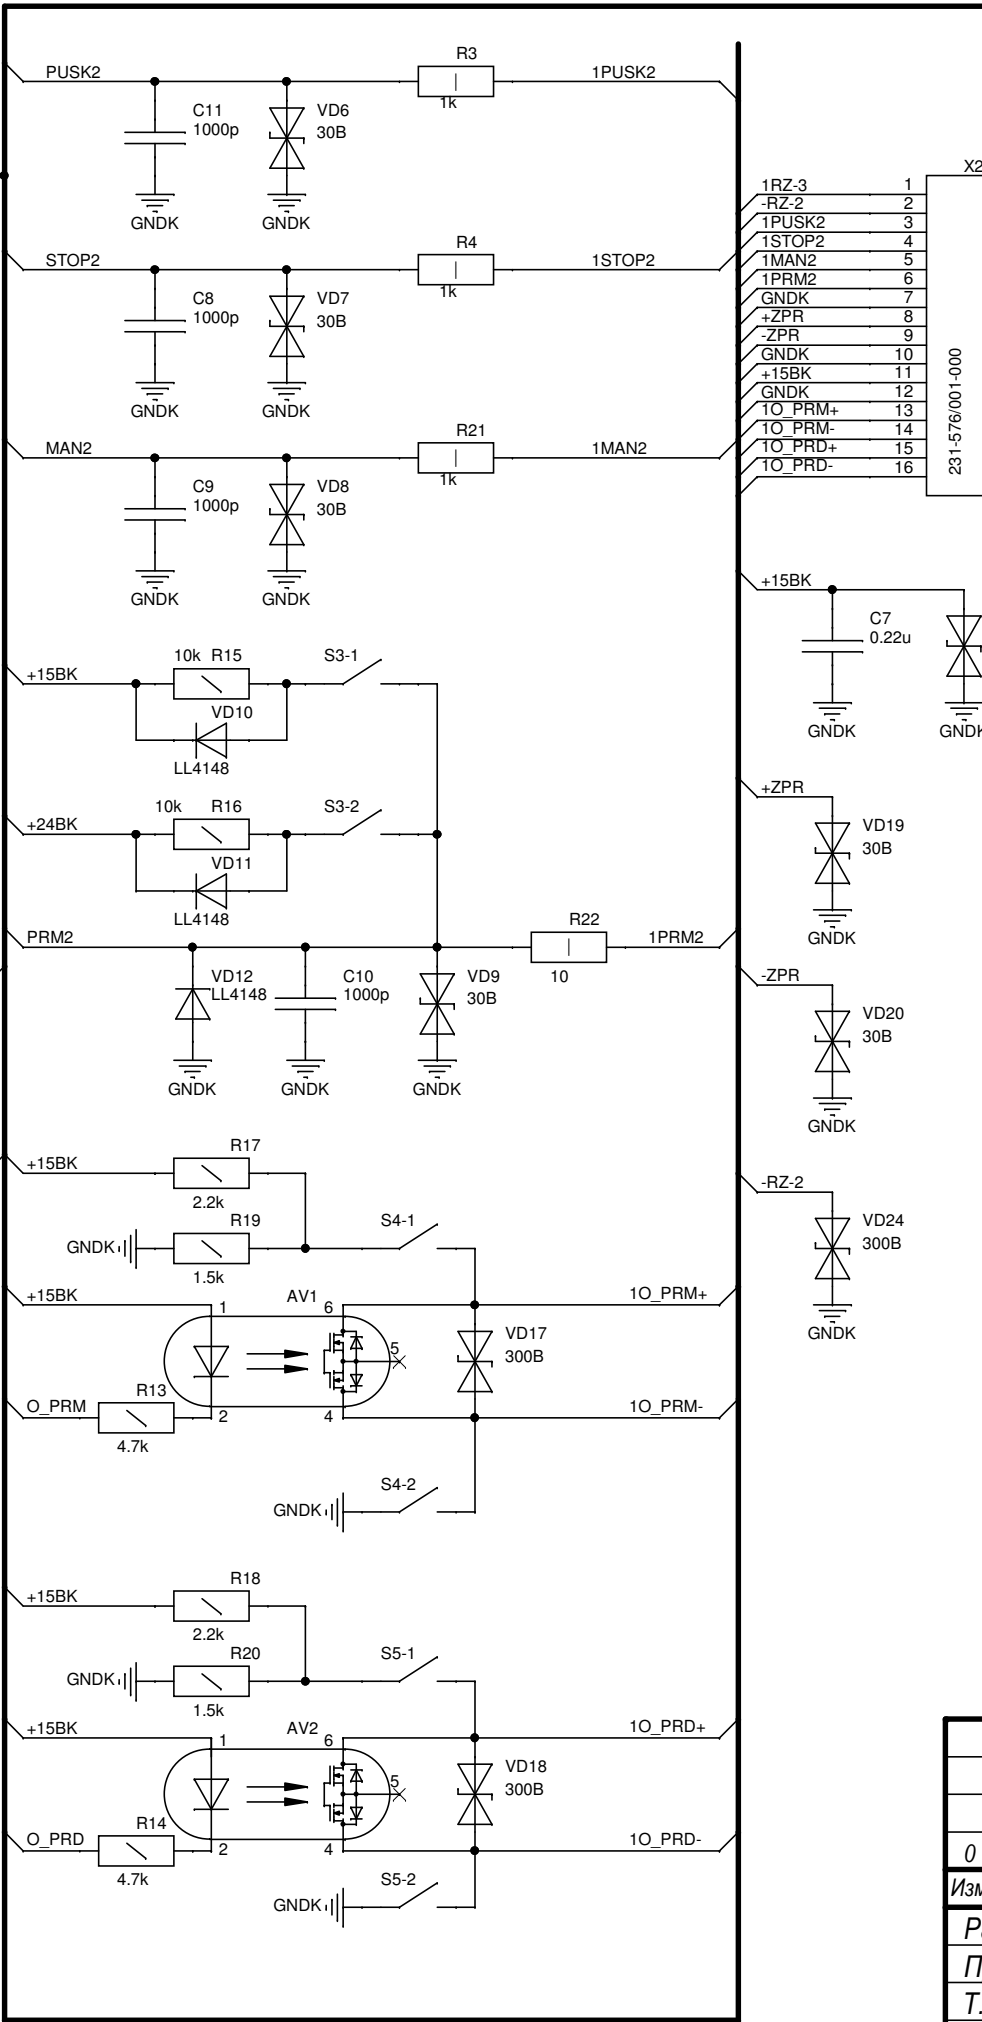 PUSK2
R3
1k
1PUSK2
C11
1000p
VD6
30B
GNDK
GNDK
STOP2
R4
1k
1STOP2
C8
1000p
VD7
30B
GNDK
GNDK
MAN2
R21
1k
1MAN2
C9
1000p
VD8
30B
GNDK
GNDK
+15BK
10k R15
S3-1
VD10
LL4148
+24BK
10k R16
S3-2
VD11
LL4148
PRM2
R22
10
1PRM2
VD12
LL4148
C10
1000p
VD9
30B
GNDK
GNDK
GNDK
+15BK
R17
2.2k
GNDK
R19
1.5k
S4-1
+15BK
AV1
1
6
5
2
4
1O_PRM+
VD17
300B
O_PRM
R13
4.7k
1O_PRM-
GNDK
S4-2
+15BK
R18
2.2k
GNDK
R20
1.5k
S5-1
+15BK
AV2
1
6
5
2
4
1O_PRD+
VD18
300B
O_PRD
R14
4.7k
1O_PRD-
GNDK
S5-2
X2
1RZ-3 1
-RZ-2 2
1PUSK2 3
1STOP2 4
1MAN2 5
1PRM2 6
GNDK 7
+ZPR 8
-ZPR 9
GNDK 10
+15BK 11
GNDK 12
1O_PRM+ 13
1O_PRM- 14
1O_PRD+ 15
1O_PRD- 16
231-576/001-000
+15BK
C7
0.22u
GNDK
GNDK
+ZPR
VD19
30B
GNDK
-ZPR
VD20
30B
GNDK
-RZ-2
VD24
300B
GNDK
0
Изм
П
Т.